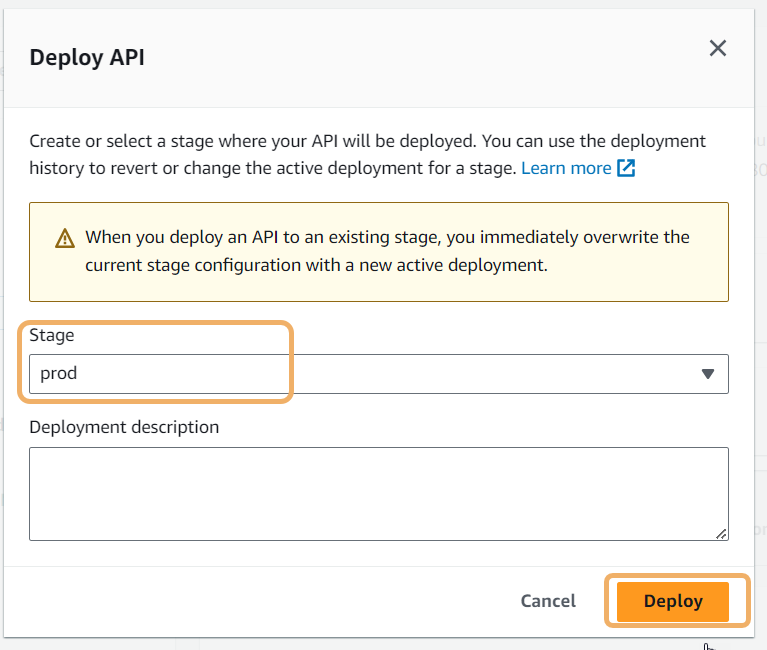 Deploy API
Create or select a stage where your API will be deployed. You can use the deployment
history to revert or change the active deployment for a stage. Learn more
When you deploy an API to an existing stage, you immediately overwrite the
current stage configuration with a new active deployment.
Stage
prod
Deployment description
Cancel
Deploy